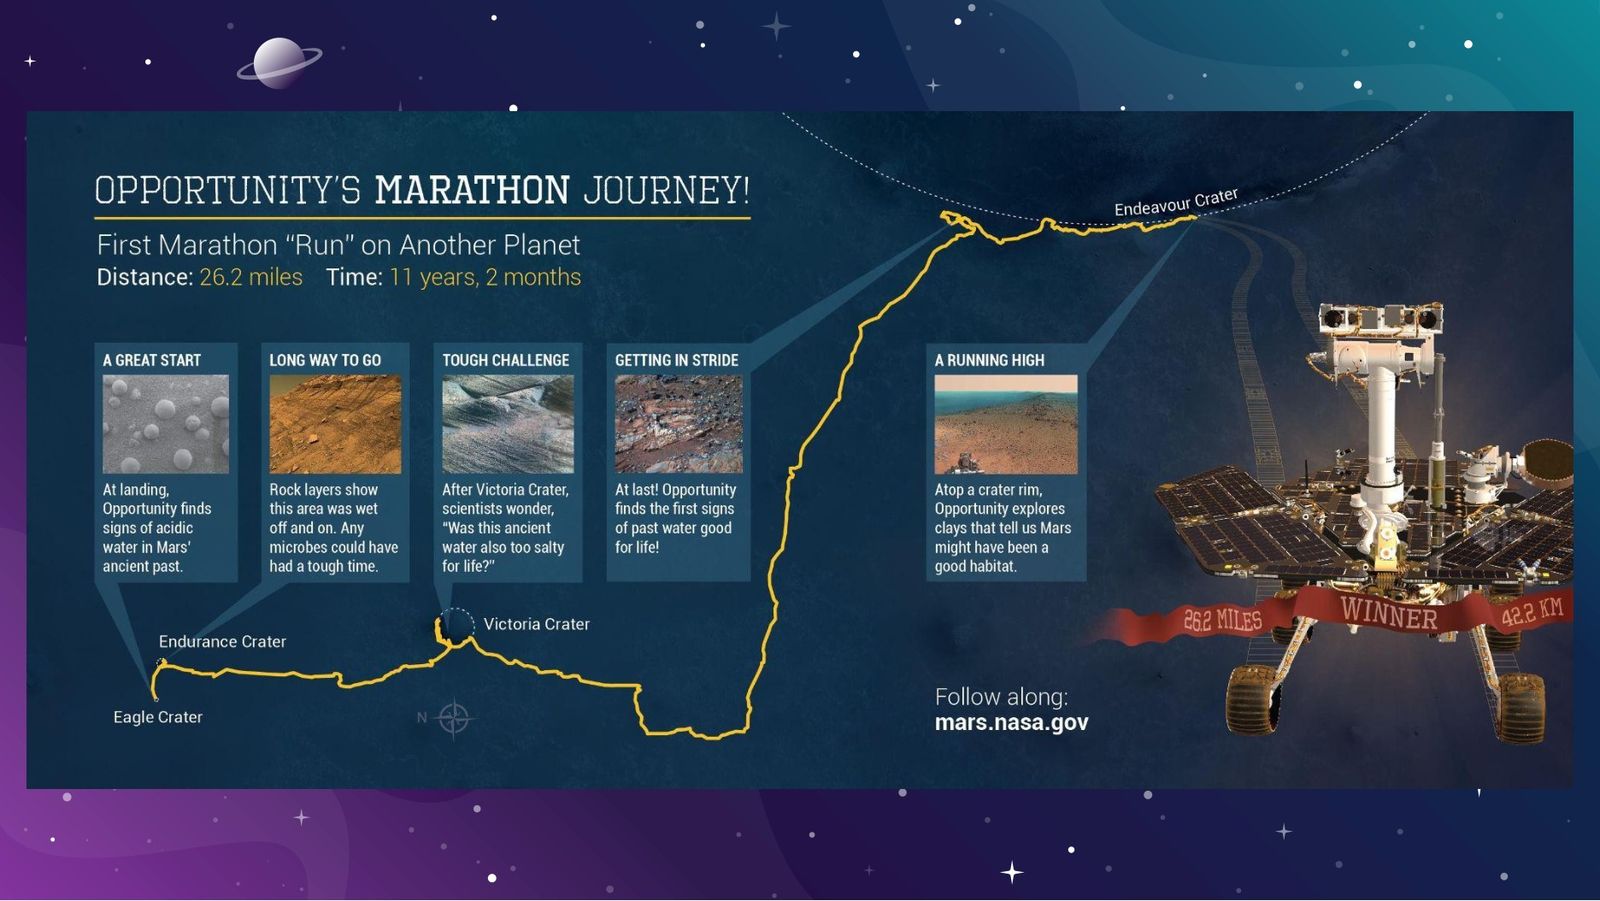 OPPORTUNITY'S MARATHON JOURNEY!
First Marathon “Run” on Another Planet
Distance: 26.2 miles Time: 11 years, 2 months
A GREAT START
At landing,
Opportunity finds
signs of acidic
water in Mars’
ancient past.
LONG WAY TO GO
Rock layers show
this area was wet
off and on. Any
microbes could have
had a tough time.
TOUGH CHALLENGE
After Victoria Crater,
scientists wonder,
“Was this ancient
water also too salty
for life?”
GETTING IN STRIDE
At last! Opportunity
finds the first signs
of past water good
for life!
A RUNNING HIGH
Atop a crater rim,
Opportunity explores
clays that tell us Mars
might have been a
good habitat.
Endeavour Crater
Endurance Crater
Eagle Crater
Victoria Crater
N
26.2 MILES WINNER 42.2 KM
Follow along:
mars.nasa.gov